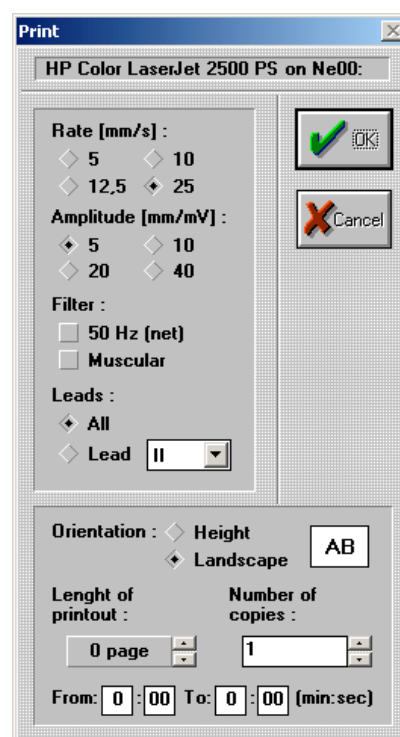 Print
HP Color LaserJet 2500 PS on Ne00:
Rate [mm/s] :
5 10
12,5 25
Amplitude [mm/mV] :
5 10
20 40
Filter :
50 Hz (net)
Muscular
Leads :
All
Lead II
OK
Cancel
Orientation : Height
Landscape
AB
Lenght of
printout :
0 page
Number of
copies :
1
From: 0 : 00 To: 0 : 00 (min:sec)